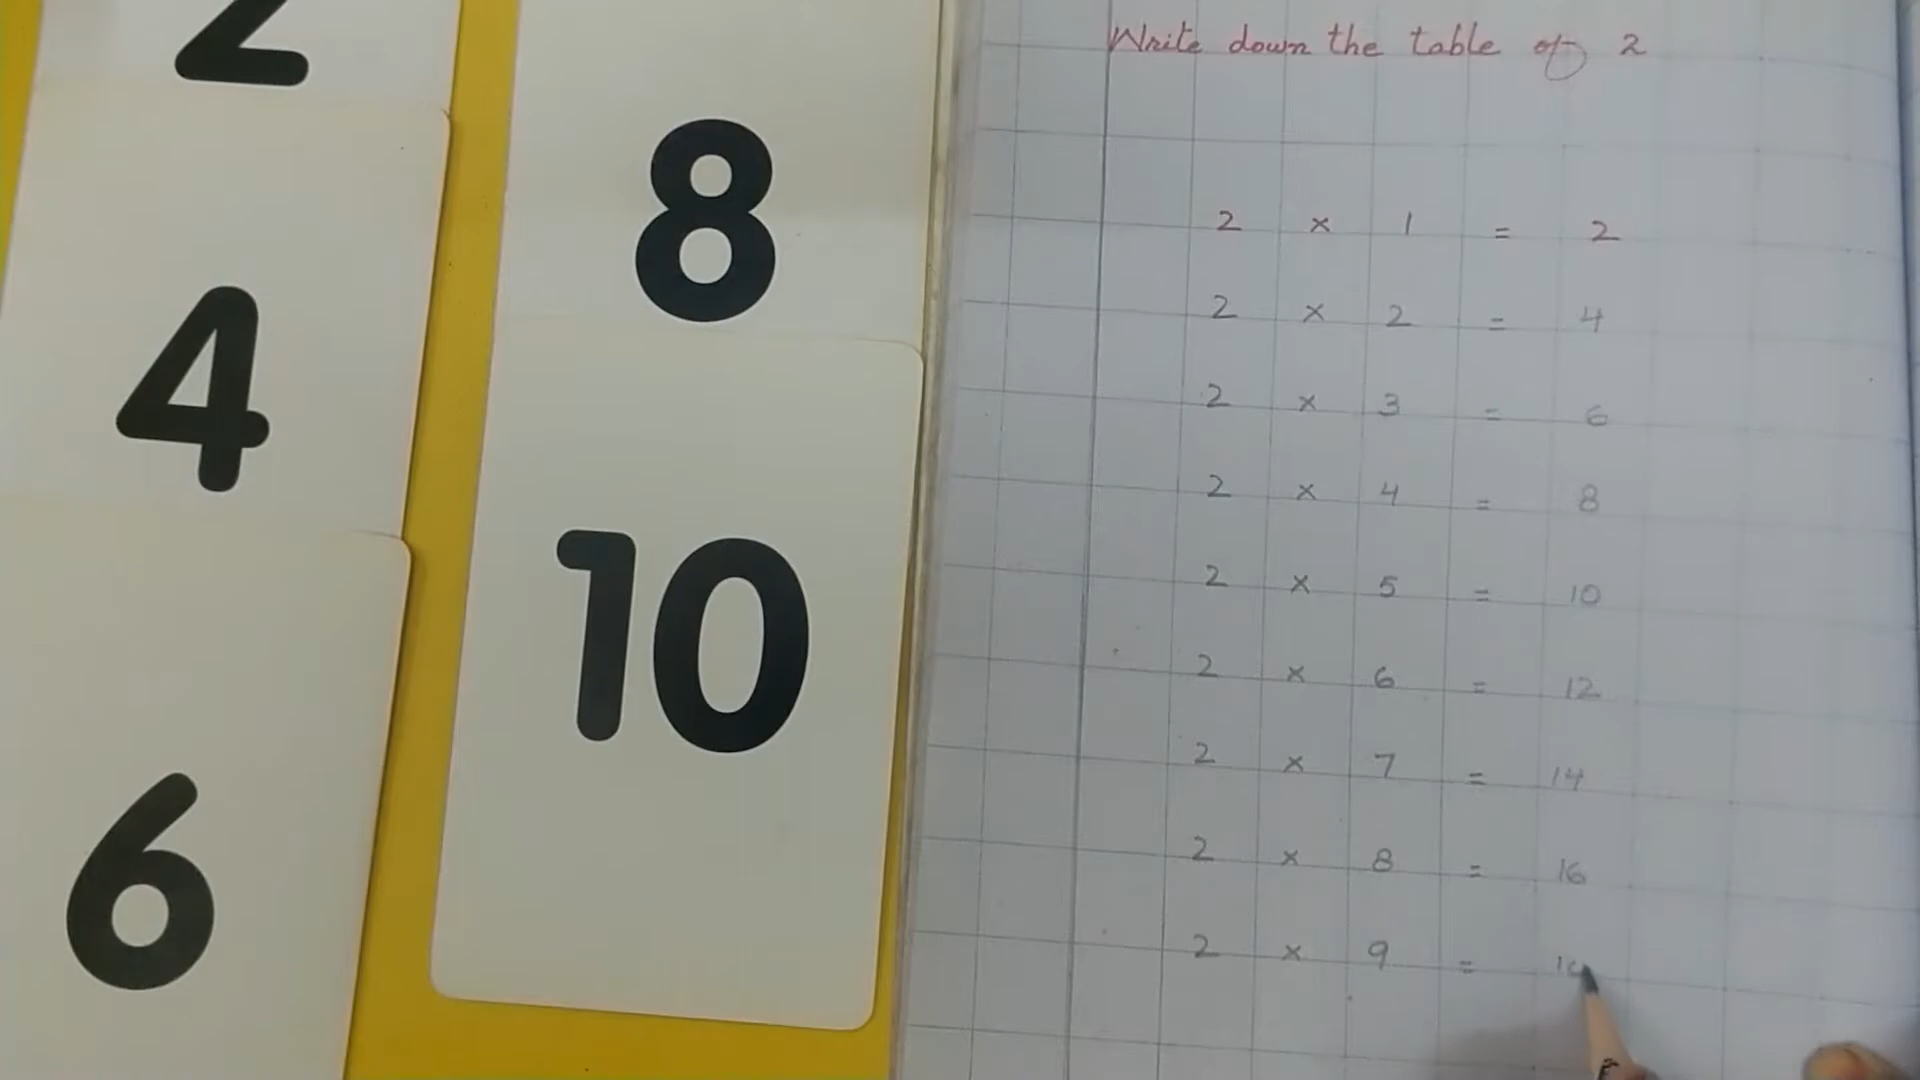 2
4
6
8
10
Write down the table of 2
2 x 1 = 2
2 x 2 = 4
2 x 3 = 6
2 x 4 = 8
2 x 5 = 10
2 x 6 = 12
2 x 7 = 14
2 x 8 = 16
2 x 9 =